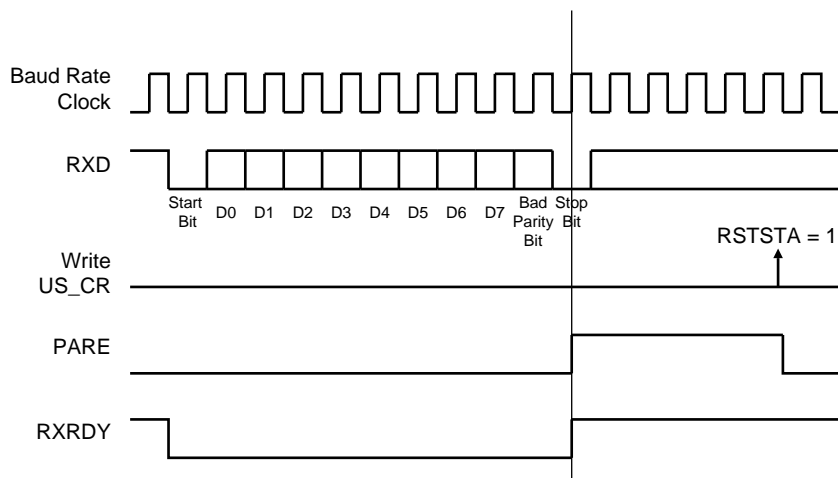 Baud Rate
Clock
RXD
Start
Bit
D0
D1
D2
D3
D4
D5
D6
D7
Bad
Parity
Bit
Stop
Bit
RSTSTA = 1
Write
US_CR
PARE
RXRDY